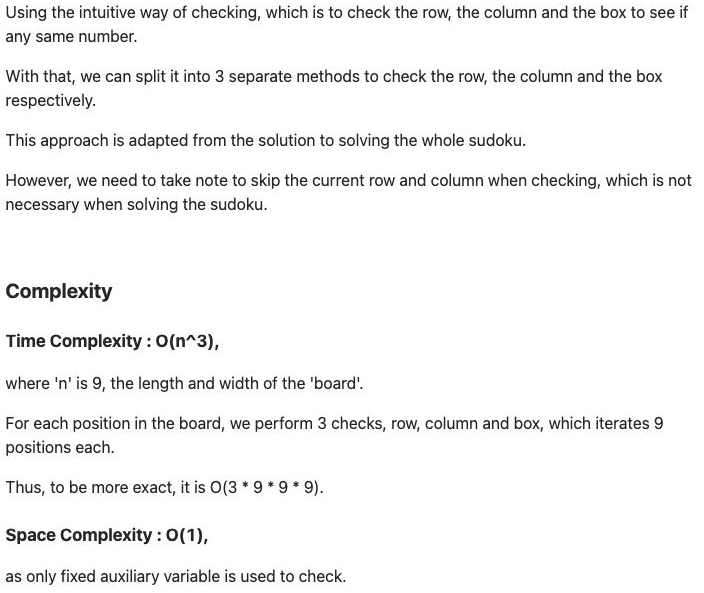 Using the intuitive way of checking, which is to check the row, the column and the box to see if
any same number.
With that, we can split it into 3 separate methods to check the row, the column and the box
respectively.
This approach is adapted from the solution to solving the whole sudoku.
However, we need to take note to skip the current row and column when checking, which is not
necessary when solving the sudoku.
Complexity
Time Complexity : O(n^3),
where 'n' is 9, the length and width of the 'board'.
For each position in the board, we perform 3 checks, row, column and box, which iterates 9
positions each.
Thus, to be more exact, it is O(3 * 9 * 9 * 9).
Space Complexity : O(1),
as only fixed auxiliary variable is used to check.